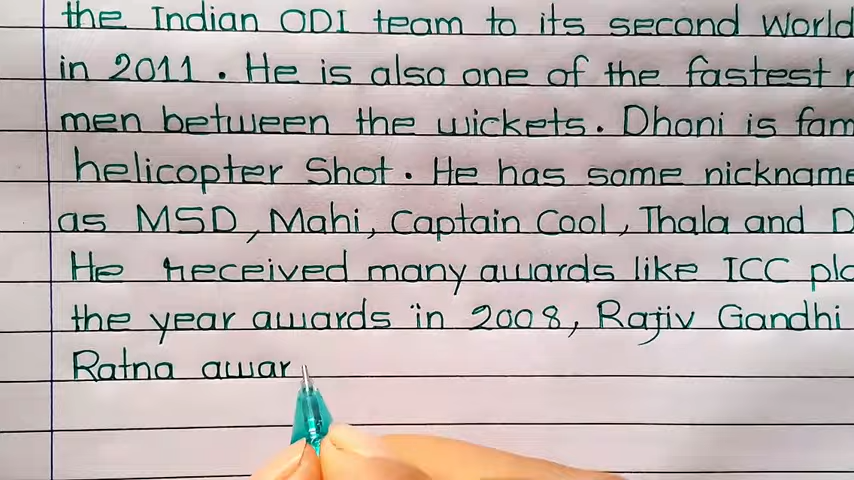 the Indian ODI team to its second World
in 2011. He is also one of the fastest r
men between the wickets. Dhoni is fam
helicopter Shot. He has some nickname
as MSD, Mahi, Captain Cool, Thala and D
He received many awards like ICC pla
the year awards in 2008, Rajiv Gandhi
Ratna awar